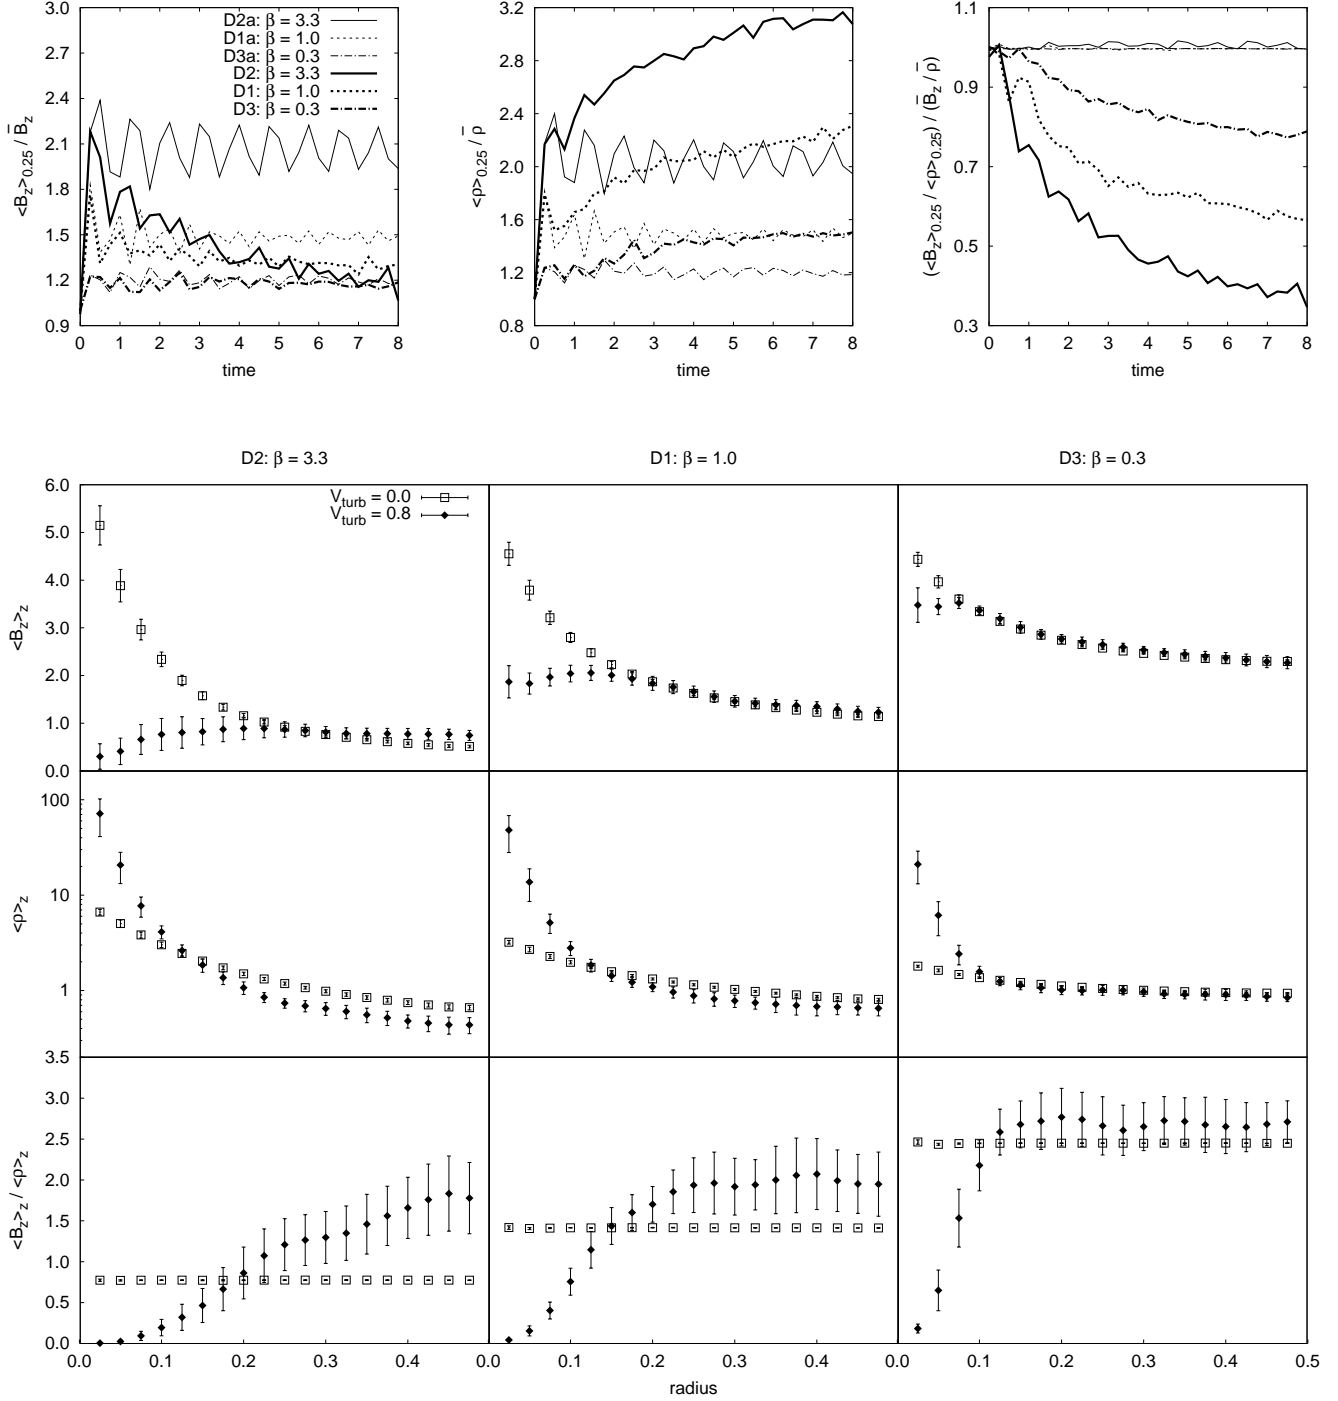 3.0
2.7
2.4
2.1
1.8
1.5
1.2
0.9
<B_z>_0.25 / B̅_z
D2a: β = 3.3
D1a: β = 1.0
D3a: β = 0.3
D2: β = 3.3
D1: β = 1.0
D3: β = 0.3
0 1 2 3 4 5 6 7 8
time
3.2
2.8
2.4
2.0
1.6
1.2
0.8
<ρ>_0.25 / ρ̅
0 1 2 3 4 5 6 7 8
time
1.1
0.9
0.7
0.5
0.3
(<B_z>_0.25 / <ρ>_0.25) / (B̅_z / ρ̅)
0 1 2 3 4 5 6 7 8
time
D2: β = 3.3
D1: β = 1.0
D3: β = 0.3
6.0
5.0
4.0
3.0
2.0
1.0
0.0
<B_z>_z
V_turb = 0.0
V_turb = 0.8
100
10
1
<ρ>_z
3.5
3.0
2.5
2.0
1.5
1.0
0.5
0.0
<B_z>_z / <ρ>_z
0.1 0.2 0.3 0.4 0.0 0.1 0.2 0.3 0.4 0.0 0.1 0.2 0.3 0.4 0.5
radius